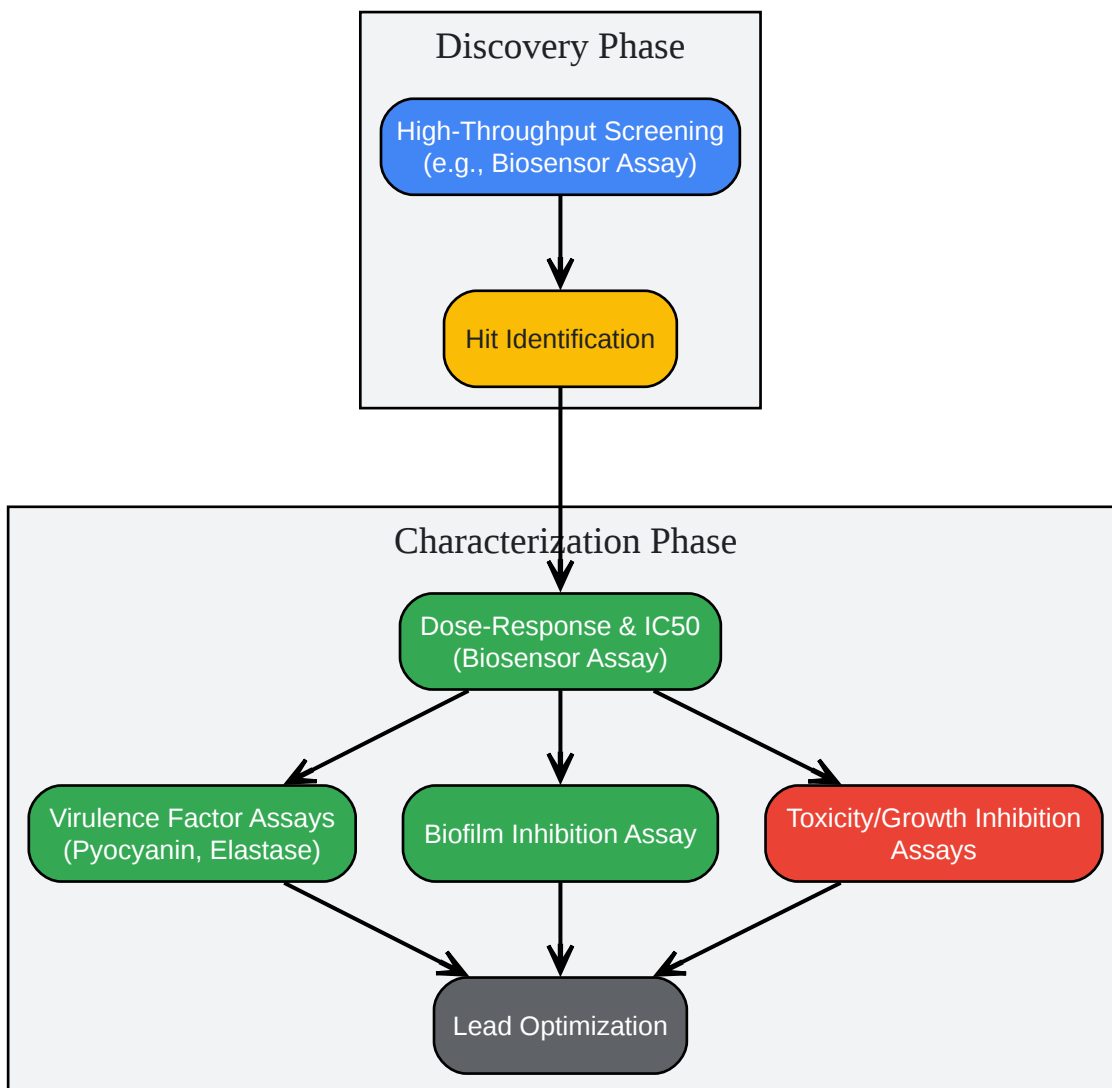 Discovery Phase
High-Throughput Screening
(e.g., Biosensor Assay)
Hit Identification
Characterization Phase
Dose-Response & IC50
(Biosensor Assay)
Virulence Factor Assays
(Pyocyanin, Elastase)
Biofilm Inhibition Assay
Toxicity/Growth Inhibition
Assays
Lead Optimization